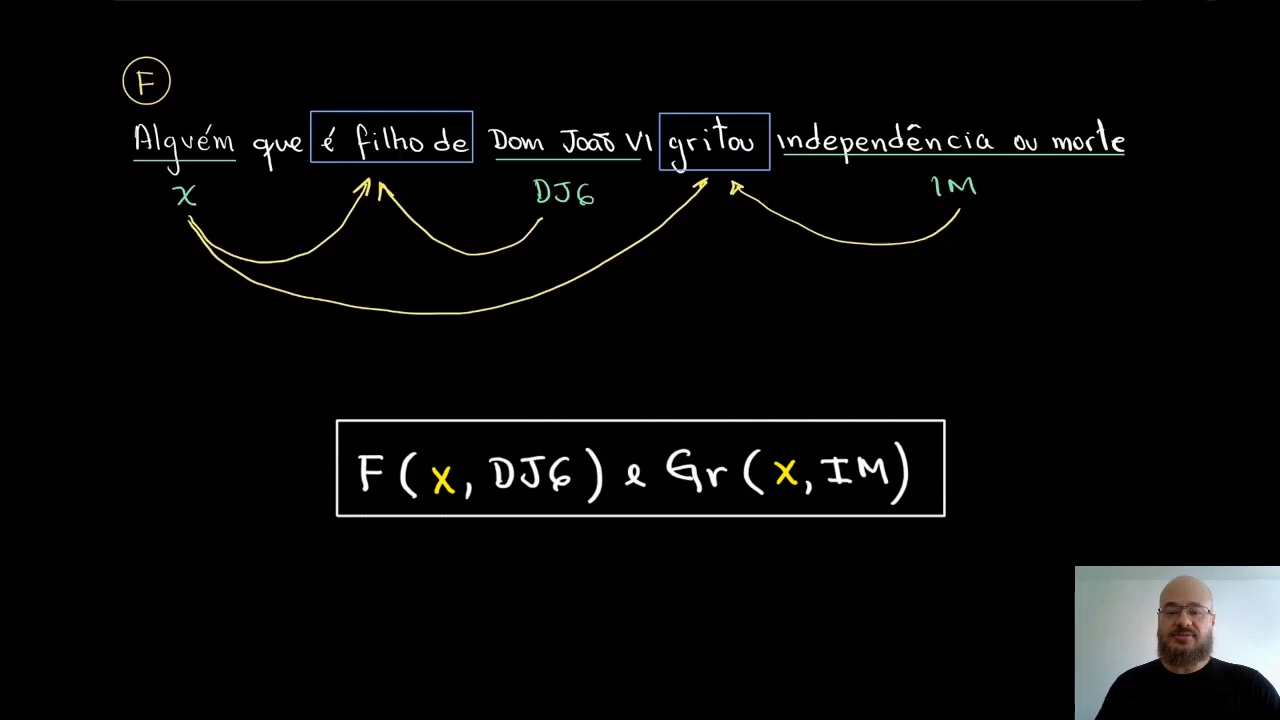 F
Alguém que é filho de Dom João VI gritou independência ou morte
x DJ6 IM
F(x, DJ6) e Gr(x, IM)